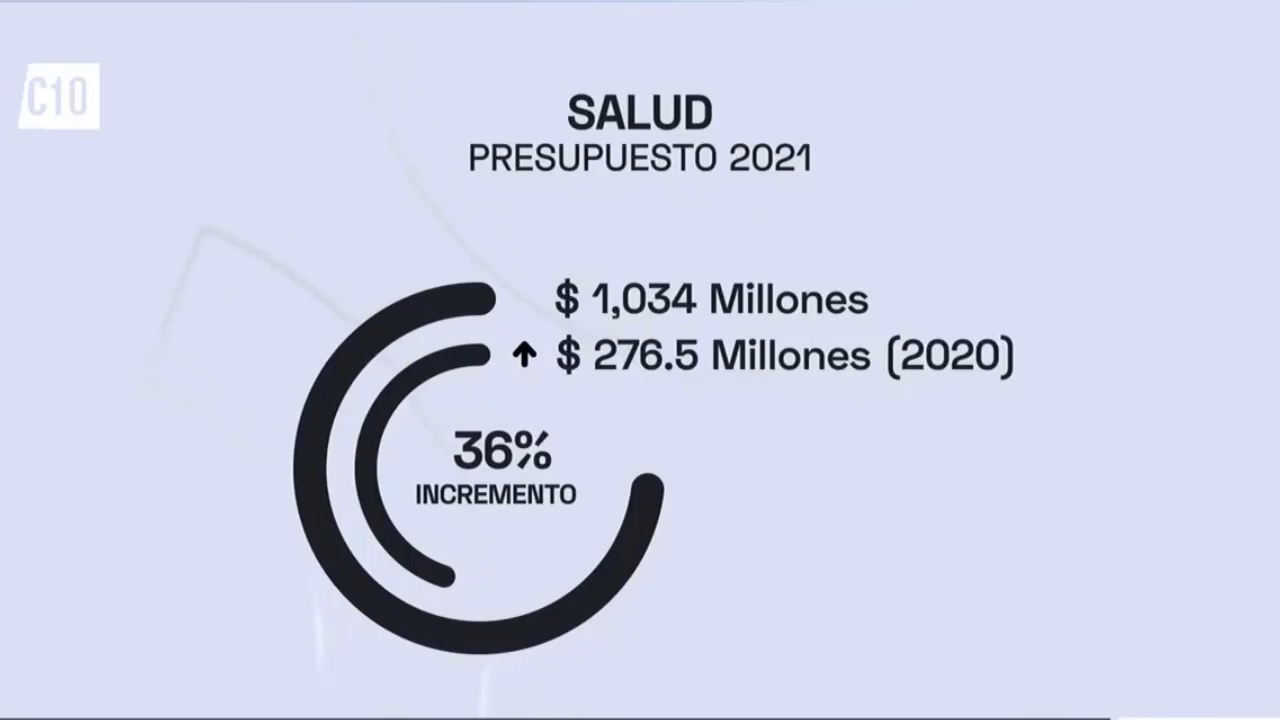 C10
SALUD
PRESUPUESTO 2021
$ 1,034 Millones
↑ $ 276.5 Millones (2020)
36%
INCREMENTO